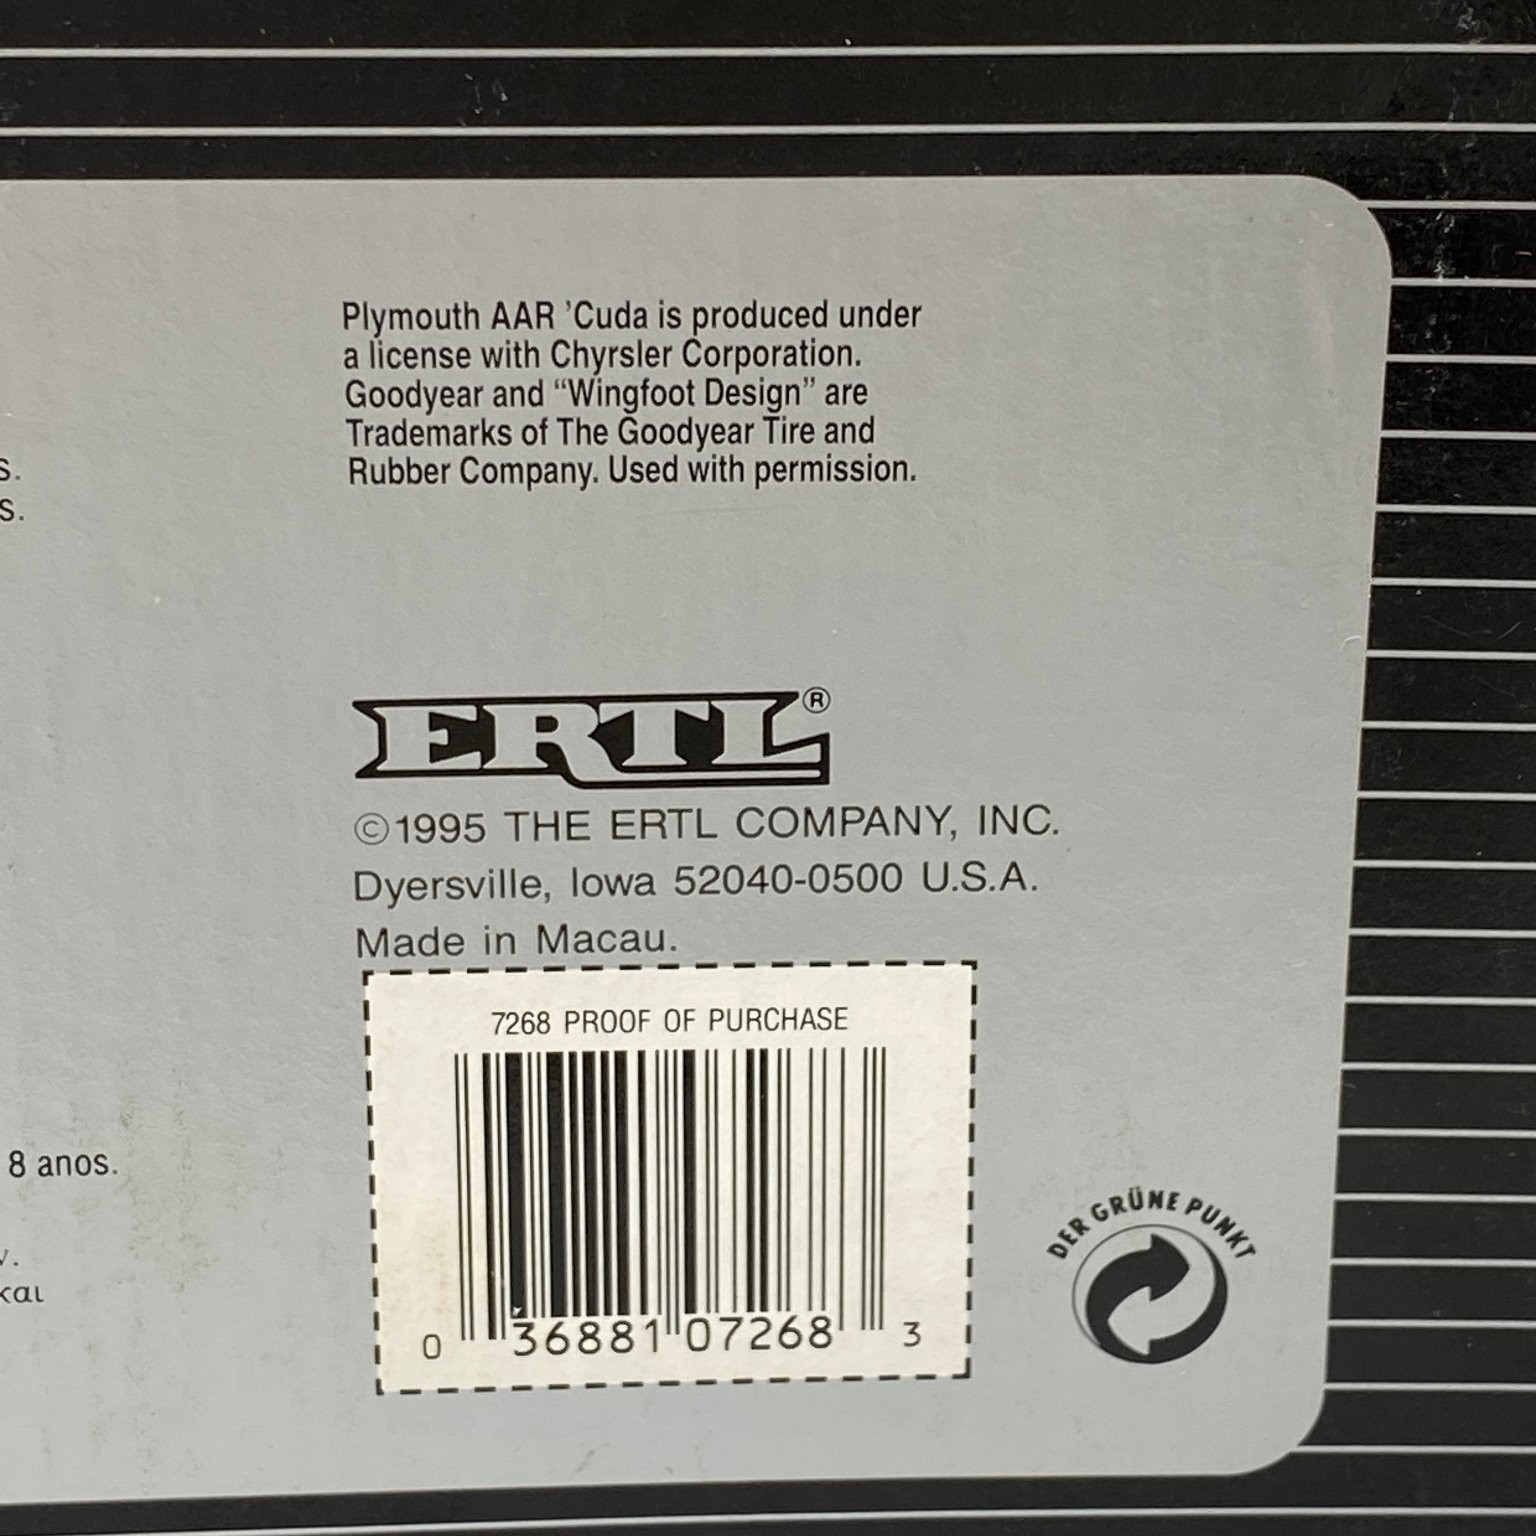 Plymouth AAR 'Cuda is produced under
a license with Chyrsler Corporation.
Goodyear and “Wingfoot Design” are
Trademarks of The Goodyear Tire and
Rubber Company. Used with permission.
s.
s.
ERTL®
©1995 THE ERTL COMPANY, INC.
Dyersville, Iowa 52040-0500 U.S.A.
Made in Macau.
7268 PROOF OF PURCHASE
0 36881 07268 3
8 anos.
ν.
και
DER GRÜNE PUNKT